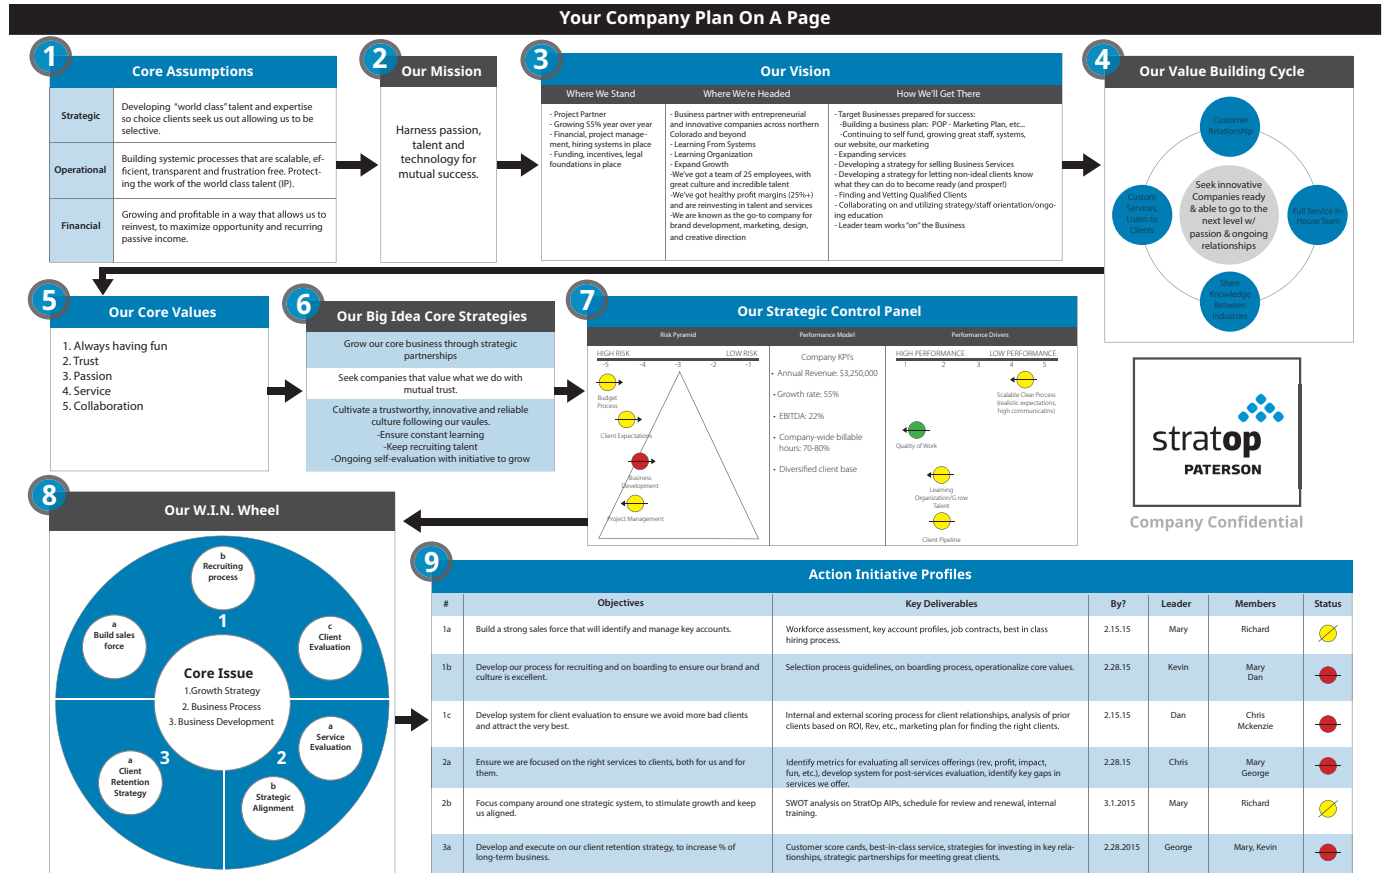 Your Company Plan On A Page
1
Core Assumptions
Strategic
Developing "world class" talent and expertise
so choice clients seek us out allowing us to be
selective.
Operational
Building systemic processes that are scalable, ef-
ficient, transparent and frustration free. Protect-
ing the work of the world class talent (IP).
Financial
Growing and profitable in a way that allows us to
reinvest, to maximize opportunity and recurring
passive income.
2
Our Mission
Harness passion,
talent and
technology for
mutual success.
3
Our Vision
Where We Stand
- Project Partner
- Growing 55% year over year
- Financial, project manage-
ment, hiring systems in place
- Funding, incentives, legal
foundations in place
Where We're Headed
- Business partner with entrepreneurial
and innovative companies across northern
Colorado and beyond
- Learning From Systems
- Learning Organization
- Expand Growth
-We've got a team of 25 employees, with
great culture and incredible talent
-We've got healthy profit margins (25%+)
and are reinvesting in talent and services
-We are known as the go-to company for
brand development, marketing, design,
and creative direction
How We'll Get There
- Target Businesses prepared for success:
-Building a business plan: POP - Marketing Plan, etc...
-Continuing to self fund, growing great staff, systems,
our website, our marketing
- Expanding services
- Developing a strategy for selling Business Services
- Developing a strategy for letting non-ideal clients know
what they can do to become ready (and prosper!)
- Finding and Vetting Qualified Clients
- Collaborating on and utilizing strategy/staff orientation/ongo-
ing education
- Leader team works "on" the Business
4
Our Value Building Cycle
Customer
Relationship
Custom
Services,
Listen to
Clients
Seek innovative
Companies ready
& able to go to the
next level w/
passion & ongoing
relationships
Full Service In-
House Team
Share
Knowledge
Between
Industries
5
Our Core Values
1. Always having fun
2. Trust
3. Passion
4. Service
5. Collaboration
6
Our Big Idea Core Strategies
Grow our core business through strategic
partnerships
Seek companies that value what we do with
mutual trust.
Cultivate a trustworthy, innovative and reliable
culture following our vaules.
-Ensure constant learning
-Keep recruiting talent
-Ongoing self-evaluation with initiative to grow
7
Our Strategic Control Panel
Risk Pyramid
HIGH RISK LOW RISK
-5 -4 -3 -2 -1
Budget
Process
Client Expectations
Business
Development
Project Management
Performance Model
Company KPI's
• Annual Revenue: $3,250,000
• Growth rate: 55%
• EBITDA: 22%
• Company-wide billable
hours: 70-80%
• Diversified client base
Performance Drivers
HIGH PERFORMANCE LOW PERFORMANCE
1 2 3 4 5
Scalable Clear Process
(realistic expectations,
high communicatins)
Quality of Work
Learning
Organization/G row
Talent
Client Pipeline
stratop
PATERSON
Company Confidential
8
Our W.I.N. Wheel
b
Recruiting
process
a
Build sales
force
1
c
Client
Evaluation
Core Issue
1.Growth Strategy
2. Business Process
3. Business Development
a
Service
Evaluation
3
2
a
Client
Retention
Strategy
b
Strategic
Alignment
9
Action Initiative Profiles
# Objectives Key Deliverables By? Leader Members Status
1a Build a strong sales force that will identify and manage key accounts. Workforce assessment, key account profiles, job contracts, best in class 2.15.15 Mary Richard
hiring process.
1b Develop our process for recruiting and on boarding to ensure our brand and Selection process guidelines, on boarding process, operationalize core values. 2.28.15 Kevin Mary
culture is excellent. Dan
1c Develop system for client evaluation to ensure we avoid more bad clients Internal and external scoring process for client relationships, analysis of prior 2.15.15 Dan Chris
and attract the very best. clients based on ROI, Rev, etc., marketing plan for finding the right clients. Mckenzie
2a Ensure we are focused on the right services to clients, both for us and for Identify metrics for evaluating all services offerings (rev, profit, impact, 2.28.15 Chris Mary
them. fun, etc.), develop system for post-services evaluation, identify key gaps in George
services we offer.
2b Focus company around one strategic system, to stimulate growth and keep SWOT analysis on StratOp AIPs, schedule for review and renewal, internal 3.1.2015 Mary Richard
us aligned. training.
3a Develop and execute on our client retention strategy, to increase % of Customer score cards, best-in-class service, strategies for investing in key rela- 2.28.2015 George Mary, Kevin
long-term business. tionships, strategic partnerships for meeting great clients.